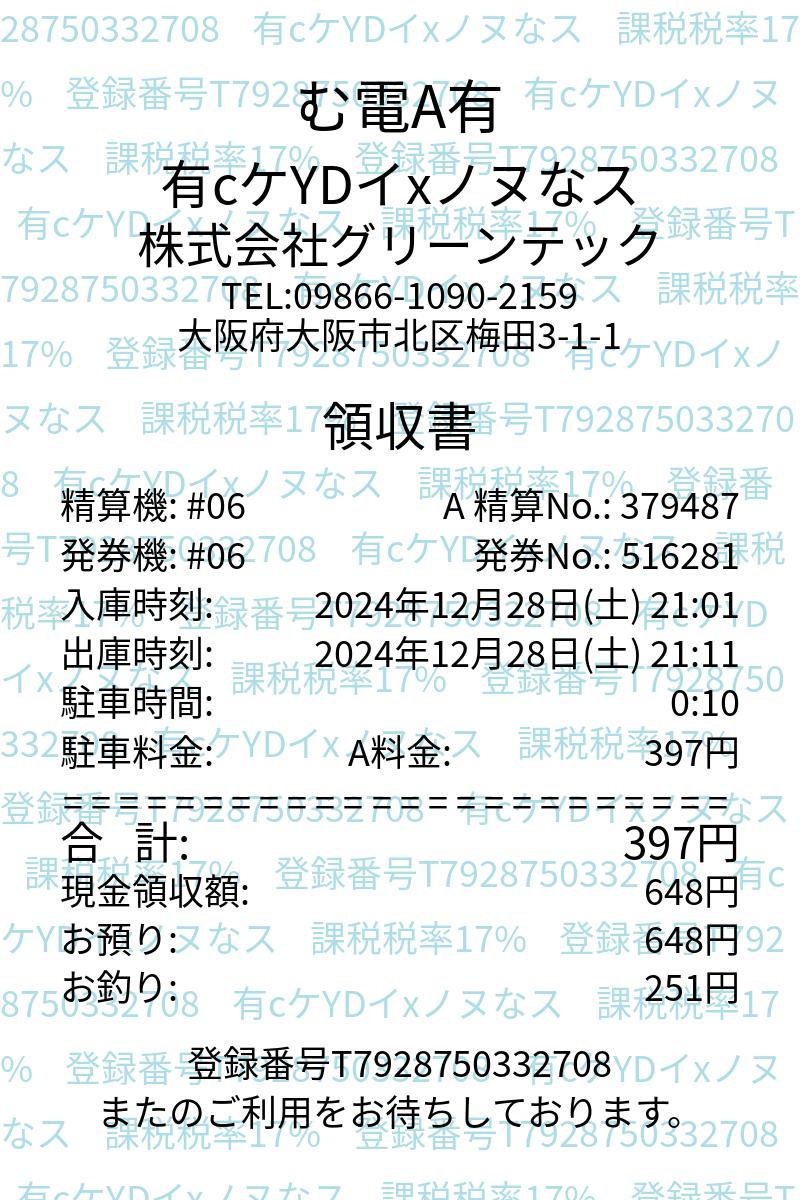 む電A有
有cケYDイxノヌなス
株式会社グリーンテック
TEL:09866-1090-2159
大阪府大阪市北区梅田3-1-1
領収書
精算機: #06 A 精算No.: 379487
発券機: #06 発券No.: 516281
入庫時刻: 2024年12月28日(土) 21:01
出庫時刻: 2024年12月28日(土) 21:11
駐車時間: 0:10
駐車料金: A料金: 397円
========================
合 計: 397円
現金領収額: 648円
お預り: 648円
お釣り: 251円
登録番号T7928750332708
またのご利用をお待ちしております。